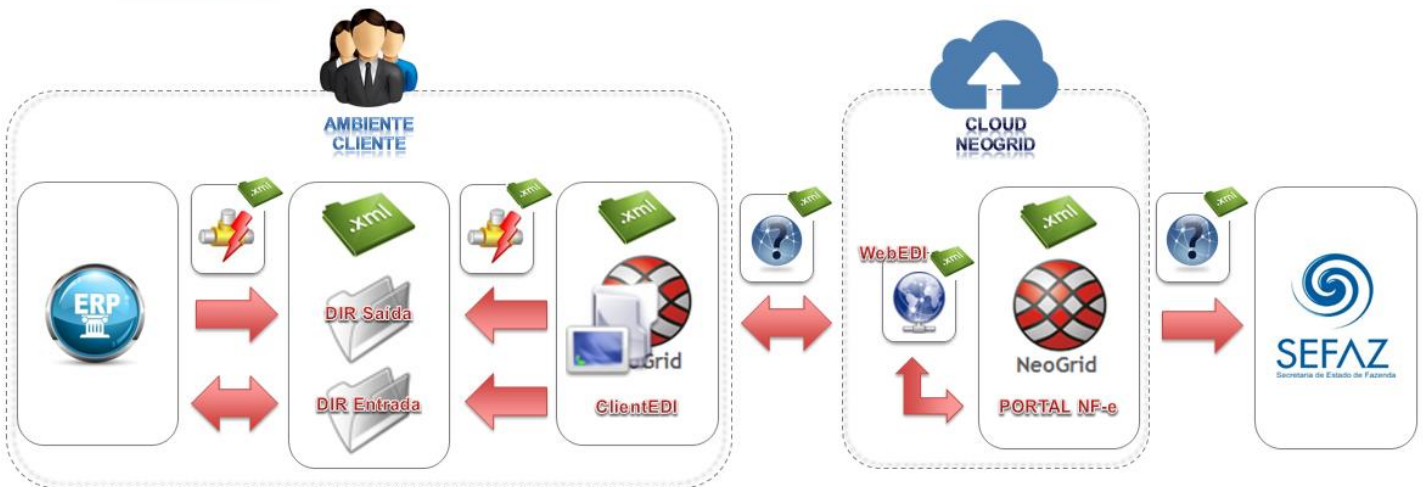 AMBIENTE
CLIENTE
CLOUD
NEOGRID
.xml
.xml
.xml
.xml
.xml
.xml
.xml
.xml
WebEDI
ERP
DIR Saída
DIR Entrada
oGrid
ClientEDI
NeoGrid
PORTAL NF-e
SEFAZ
Secretaria de Estado de Fazenda